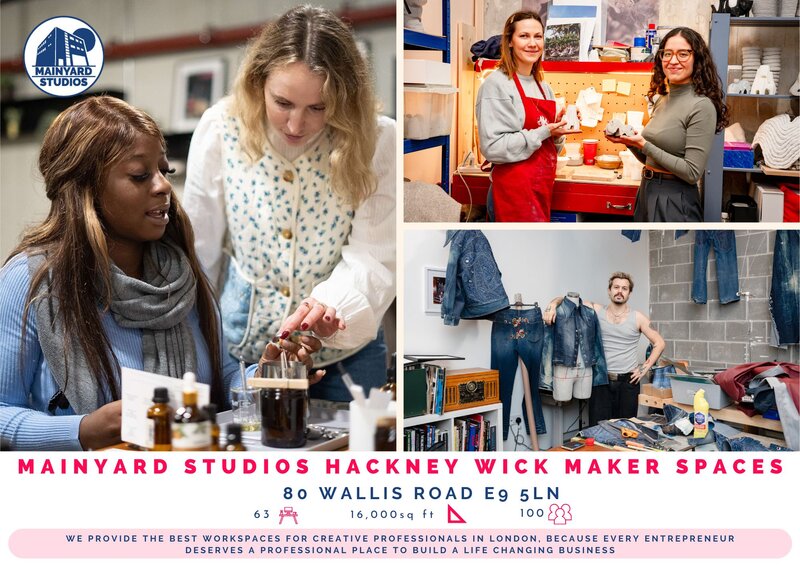 MAINYARD
STUDIOS
MAINYARD STUDIOS HACKNEY WICK MAKER SPACES
80 WALLIS ROAD E9 5LN
63 16,000sq ft 100
WE PROVIDE THE BEST WORKSPACES FOR CREATIVE PROFESSIONALS IN LONDON, BECAUSE EVERY ENTREPRENEUR
DESERVES A PROFESSIONAL PLACE TO BUILD A LIFE CHANGING BUSINESS